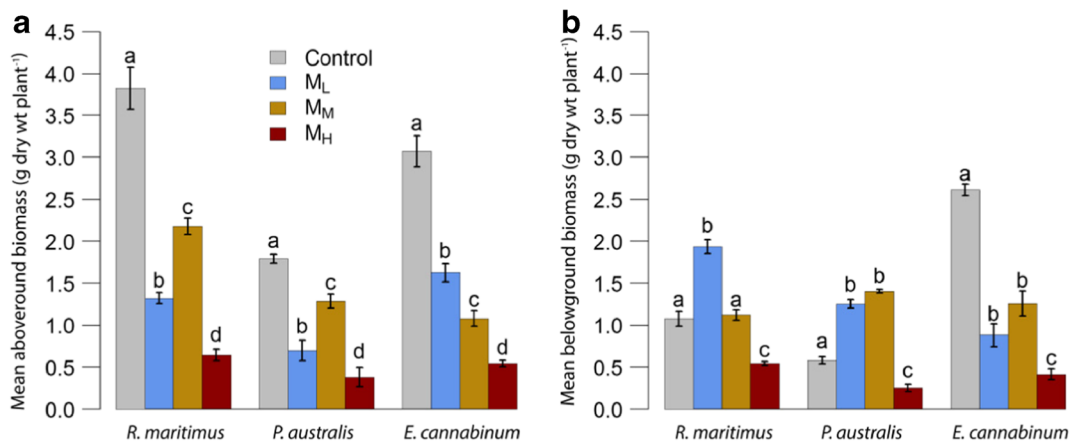 a
Mean aboveround biomass (g dry wt plant⁻¹)
4.5
4.0
3.5
3.0
2.5
2.0
1.5
1.0
0.5
0.0
Control
M_L
M_M
M_H
a
b
c
d
a
b
c
d
a
b
c
d
R. maritimus
P. australis
E. cannabinum
b
Mean belowground biomass (g dry wt plant⁻¹)
4.5
4.0
3.5
3.0
2.5
2.0
1.5
1.0
0.5
0.0
a
b
a
c
a
b
b
c
a
b
b
c
R. maritimus
P. australis
E. cannabinum